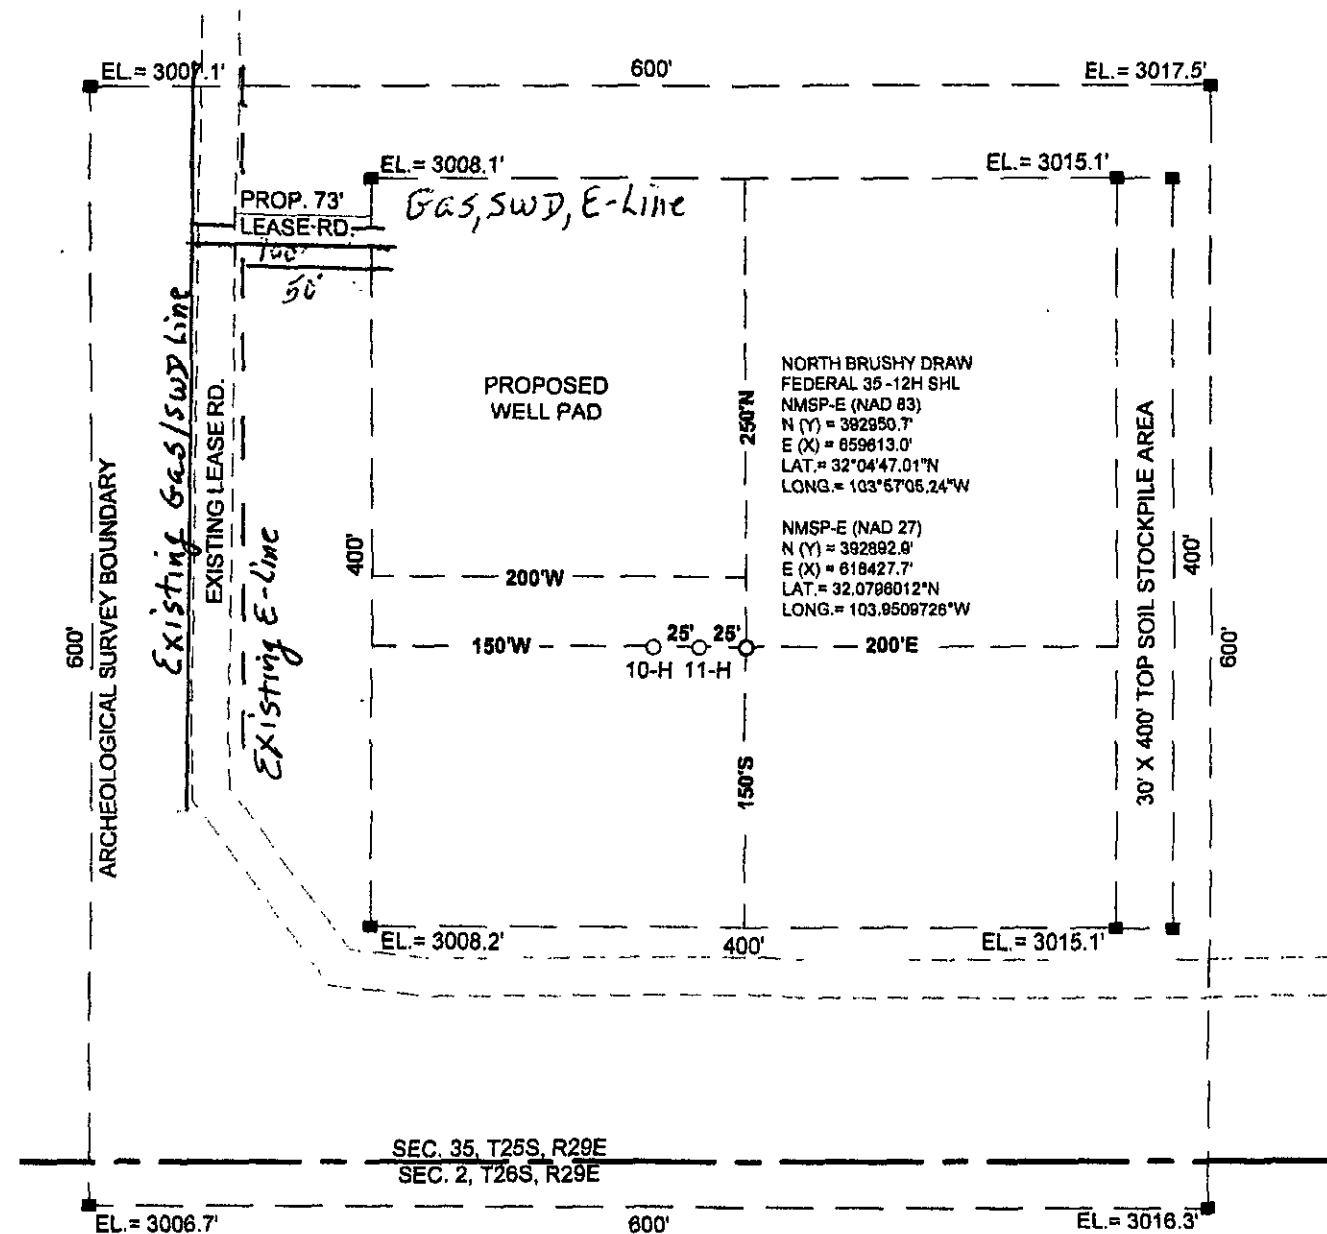 EL.= 3007.1'
600'
EL.= 3017.5'
EL.= 3008.1'
EL.= 3015.1'
PROP. 73'
LEASE RD.
Gas, SWD, E-Line
100'
50'
Existing Gas/SWD Line
EXISTING LEASE RD.
Existing E-Line
ARCHEOLOGICAL SURVEY BOUNDARY
600'
400'
PROPOSED
WELL PAD
250'N
NORTH BRUSHY DRAW
FEDERAL 35 -12H SHL
NMSP-E (NAD 83)
N (Y) = 392950.7'
E (X) = 659613.0'
LAT.= 32°04'47.01"N
LONG.= 103°57'05.24"W
NMSP-E (NAD 27)
N (Y) = 392892.9'
E (X) = 618427.7'
LAT.= 32.0796012°N
LONG.= 103.9509726°W
30' X 400' TOP SOIL STOCKPILE AREA
400'
600'
200'W
150'W
25'
25'
200'E
10-H
11-H
150'S
EL.= 3008.2'
400'
EL.= 3015.1'
SEC. 35, T25S, R29E
SEC. 2, T26S, R29E
EL.= 3006.7'
600'
EL.= 3016.3'